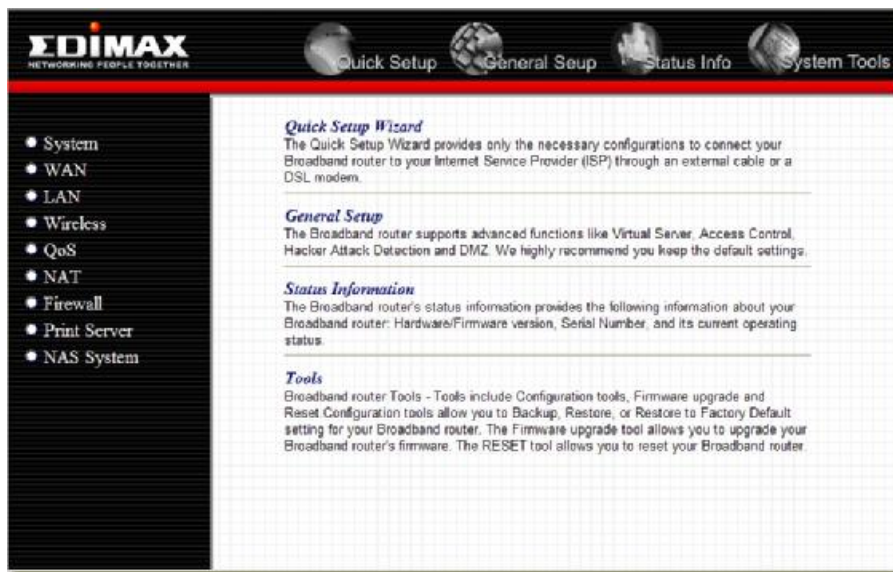 EDIMAX
NETWORKING PEOPLE TOGETHER
Quick Setup
General Seup
Status Info
System Tools
System
WAN
LAN
Wireless
QoS
NAT
Firewall
Print Server
NAS System
Quick Setup Wizard
The Quick Setup Wizard provides only the necessary configurations to connect your
Broadband router to your Internet Service Provider (ISP) through an external cable or a
DSL modem.
General Setup
The Broadband router supports advanced functions like Virtual Server, Access Control,
Hacker Attack Detection and DMZ. We highly recommend you keep the default settings.
Status Information
The Broadband router's status information provides the following information about your
Broadband router: Hardware/Firmware version, Serial Number, and its current operating
status.
Tools
Broadband router Tools - Tools include Configuration tools, Firmware upgrade and
Reset Configuration tools allow you to Backup, Restore, or Restore to Factory Default
setting for your Broadband router. The Firmware upgrade tool allows you to upgrade your
Broadband router's firmware. The RESET tool allows you to reset your Broadband router.